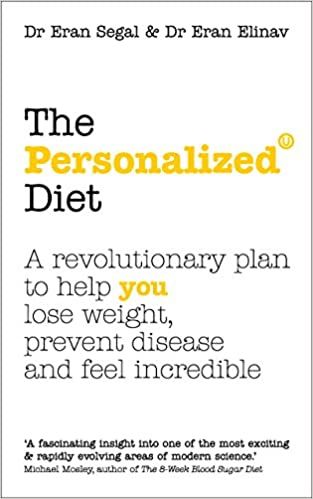 Dr Eran Segal & Dr Eran Elinav
The
Personalized
Diet
A revolutionary plan
to help you
lose weight,
prevent disease
and feel incredible
‘A fascinating insight into one of the most exciting
& rapidly evolving areas of modern science.’
Michael Mosley, author of The 8-Week Blood Sugar Diet